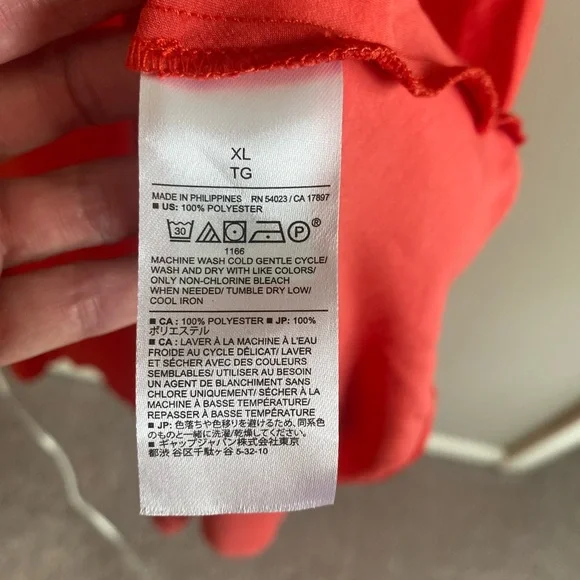 XL
TG
MADE IN PHILIPPINES RN 54023 / CA 17897
■ US: 100% POLYESTER
30 P®
1166
MACHINE WASH COLD GENTLE CYCLE/
WASH AND DRY WITH LIKE COLORS/
ONLY NON-CHLORINE BLEACH
WHEN NEEDED/ TUMBLE DRY LOW/
COOL IRON
■ CA : 100% POLYESTER ■ JP: 100%
ポリエステル
■ CA : LAVER À LA MACHINE À L'EAU
FROIDE AU CYCLE DÉLICAT/ LAVER
ET SÉCHER AVEC DES COULEURS
SEMBLABLES/ UTILISER AU BESOIN
UN AGENT DE BLANCHIMENT SANS
CHLORE UNIQUEMENT/ SÉCHER À LA
MACHINE À BASSE TEMPÉRATURE/
REPASSER À BASSE TEMPÉRATURE
■ JP: 色落ちや色移りを避けるため、同系色
のものと一緒に洗濯/乾燥してください。
■ ギャップジャパン株式会社東京
都渋 谷区千駄ヶ谷 5-32-10